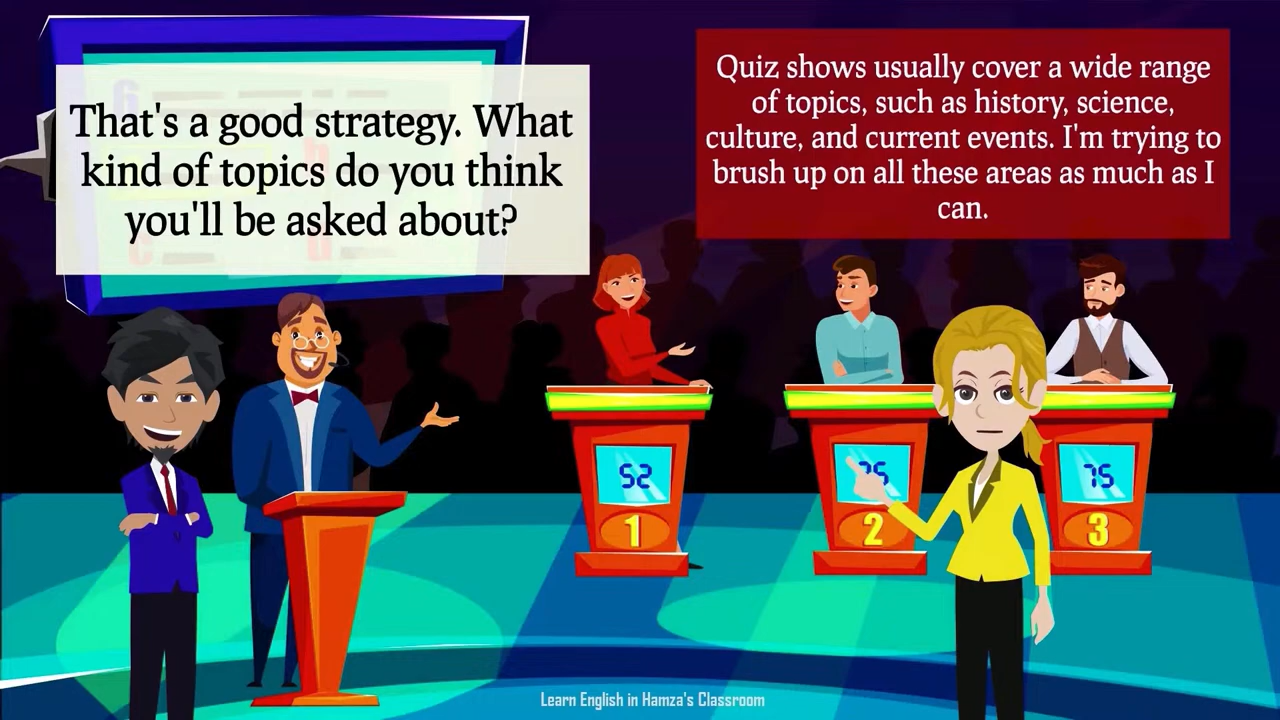 That's a good strategy. What
kind of topics do you think
you'll be asked about?
Quiz shows usually cover a wide range
of topics, such as history, science,
culture, and current events. I'm trying to
brush up on all these areas as much as I
can.
52
75
1
2
3
Learn English in Hamza's Classroom